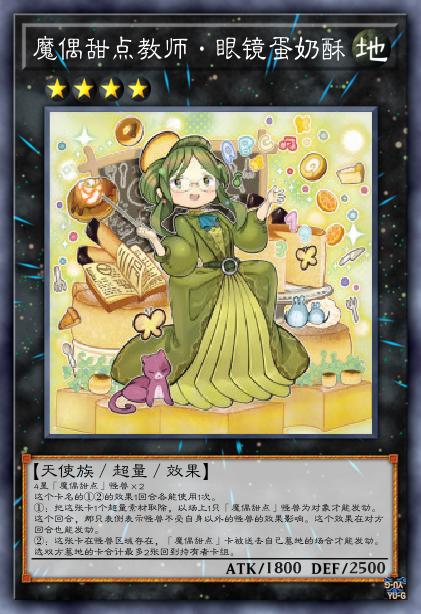 魔偶甜点教师·眼镜蛋奶酥
地
【天使族/超量/效果】
4星「魔偶甜点」怪兽×2
这个卡名的①②的效果1回合各能使用1次。
①：把这张卡1个超量素材取除，以场上1只「魔偶甜点」怪兽为对象才能发动。
这个回合，那只表侧表示怪兽不受自身以外的怪兽的效果影响。这个效果在对方
回合也能发动。
②：这张卡在怪兽区域存在，「魔偶甜点」卡被送去自己墓地的场合才能发动。
选双方墓地的卡合计最多2张回到持有者卡组。
ATK/1800 DEF/2500